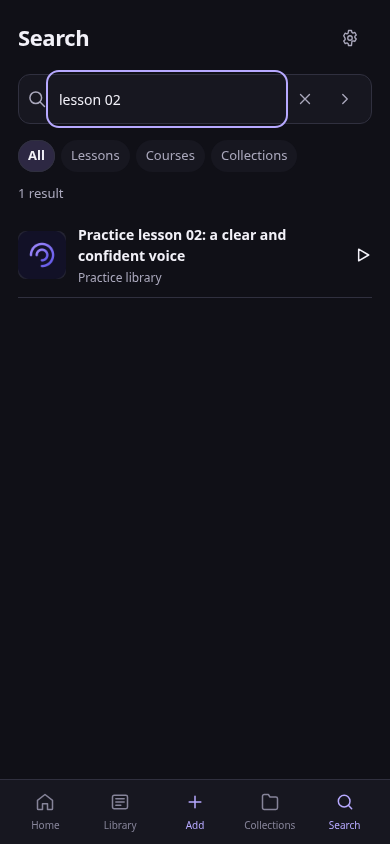 Search
lesson 02
All
Lessons
Courses
Collections
1 result
Practice lesson 02: a clear and
confident voice
Practice library
Home
Library
Add
Collections
Search